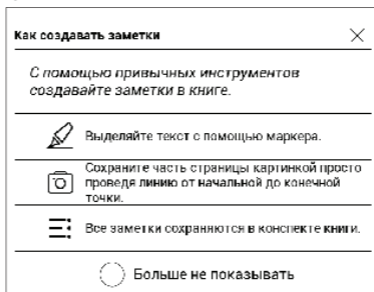 Как создавать заметки
С помощью привычных инструментов
создавайте заметки в книге.
Выделяйте текст с помощью маркера.
Сохраните часть страницы картинкой просто
проведя линию от начальной до конечной
точки.
Все заметки сохраняются в конспекте книги.
Больше не показывать